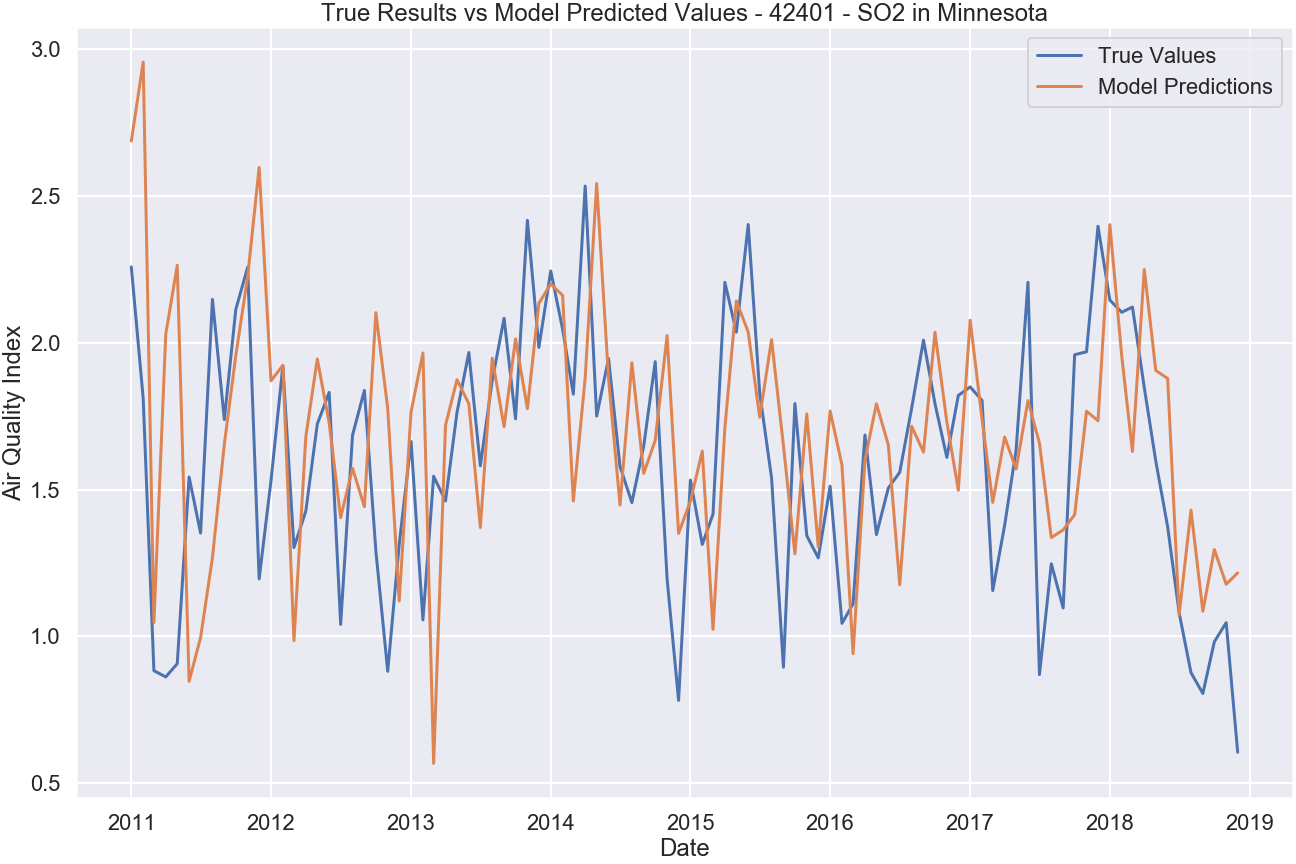 True Results vs Model Predicted Values - 42401 - SO2 in Minnesota
True Values
Model Predictions
Air Quality Index
3.0
2.5
2.0
1.5
1.0
0.5
2011 2012 2013 2014 2015 2016 2017 2018 2019
Date